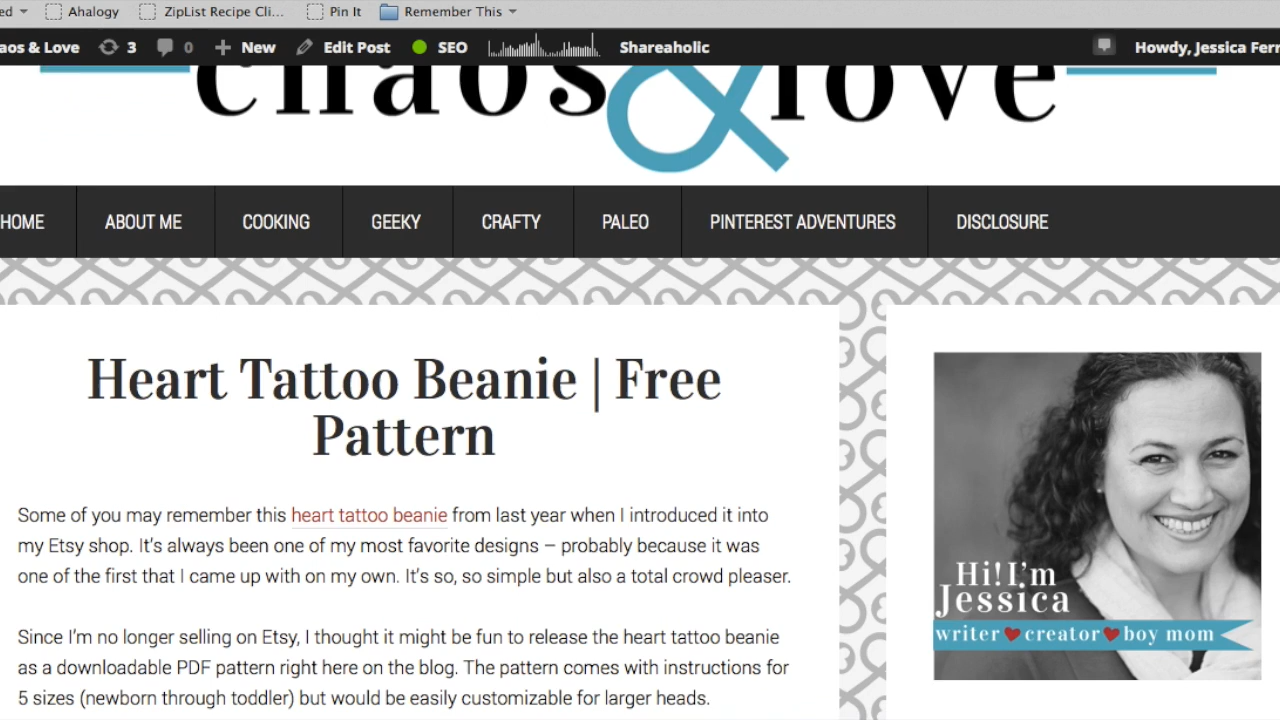 ed Ahalogy ZipList Recipe Cli... Pin It Remember This
aos & Love 3 0 New Edit Post SEO Shareaholic Howdy, Jessica Ferr
chaos&love
HOME ABOUT ME COOKING GEEKY CRAFTY PALEO PINTEREST ADVENTURES DISCLOSURE
Heart Tattoo Beanie | Free
Pattern
Some of you may remember this heart tattoo beanie from last year when I introduced it into
my Etsy shop. It's always been one of my most favorite designs – probably because it was
one of the first that I came up with on my own. It's so, so simple but also a total crowd pleaser.
Since I'm no longer selling on Etsy, I thought it might be fun to release the heart tattoo beanie
as a downloadable PDF pattern right here on the blog. The pattern comes with instructions for
5 sizes (newborn through toddler) but would be easily customizable for larger heads.
Hi! I'm
Jessica
writer creator boy mom